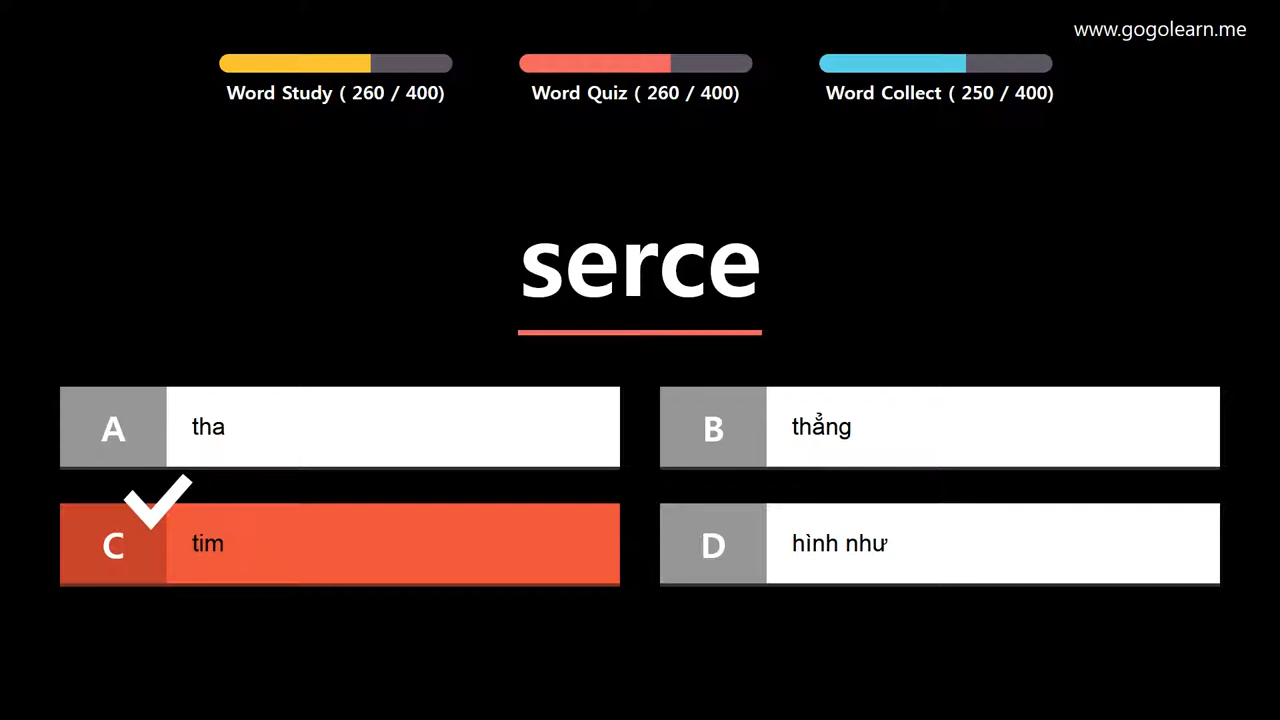 www.gogolearn.me
Word Study ( 260 / 400)
Word Quiz ( 260 / 400)
Word Collect ( 250 / 400)
serce
A tha
B thẳng
C tim
D hình như